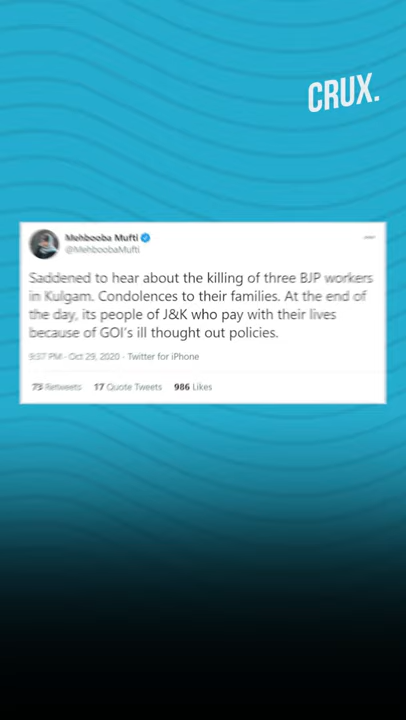 CRUX.
Mehbooba Mufti
@MehboobaMufti
Saddened to hear about the killing of three BJP workers
in Kulgam. Condolences to their families. At the end of
the day, its people of J&K who pay with their lives
because of GOI's ill thought out policies.
9:37 PM · Oct 29, 2020 · Twitter for iPhone
73 Retweets 17 Quote Tweets 986 Likes